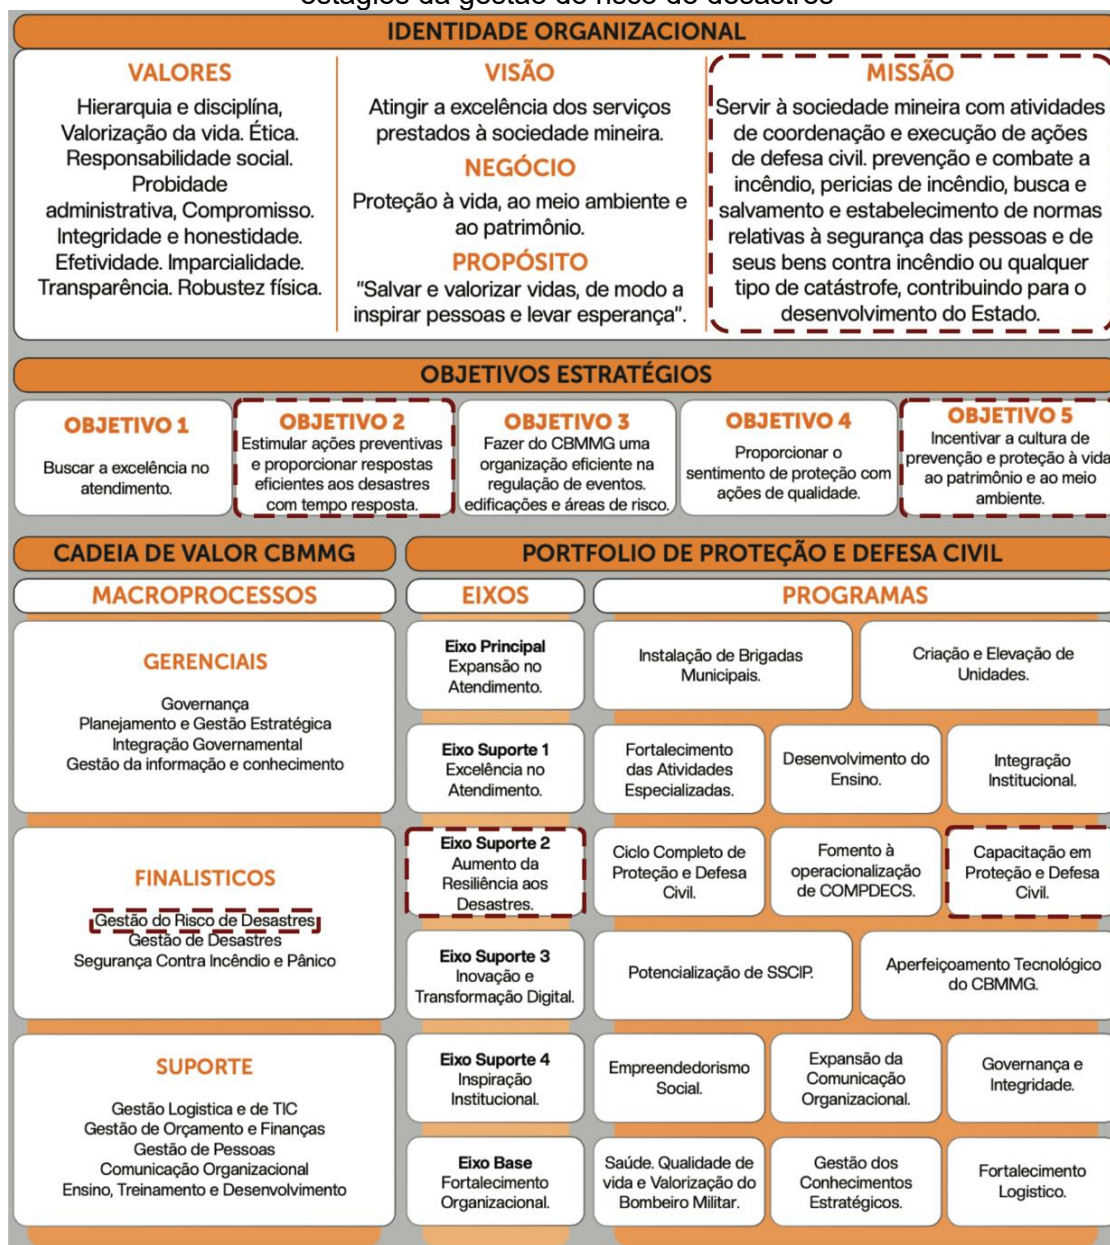 estágios da gestão do risco de desastres
IDENTIDADE ORGANIZACIONAL
VALORES
Hierarquia e disciplína,
Valorização da vida. Ética.
Responsabilidade social.
Probidade
administrativa, Compromisso.
Integridade e honestidade.
Efetividade. Imparcialidade.
Transparência. Robustez física.
VISÃO
Atingir a excelência dos serviços
prestados à sociedade mineira.
NEGÓCIO
Proteção à vida, ao meio ambiente e
ao patrimônio.
PROPÓSITO
"Salvar e valorizar vidas, de modo a
inspirar pessoas e levar esperança".
MISSÃO
Servir à sociedade mineira com atividades
de coordenação e execução de ações
de defesa civil. prevenção e combate a
incêndio, pericias de incêndio, busca e
salvamento e estabelecimento de normas
relativas à segurança das pessoas e de
seus bens contra incêndio ou qualquer
tipo de catástrofe, contribuindo para o
desenvolvimento do Estado.
OBJETIVOS ESTRATÉGIOS
OBJETIVO 1
Buscar a excelência no
atendimento.
OBJETIVO 2
Estimular ações preventivas
e proporcionar respostas
eficientes aos desastres
com tempo resposta.
OBJETIVO 3
Fazer do CBMMG uma
organização eficiente na
regulação de eventos.
edificações e áreas de risco.
OBJETIVO 4
Proporcionar o
sentimento de proteção com
ações de qualidade.
OBJETIVO 5
Incentivar a cultura de
prevenção e proteção à vida
ao patrimônio e ao meio
ambiente.
CADEIA DE VALOR CBMMG
MACROPROCESSOS
GERENCIAIS
Governança
Planejamento e Gestão Estratégica
Integração Governamental
Gestão da informação e conhecimento
FINALISTICOS
Gestão do Risco de Desastres
Gestão de Desastres
Segurança Contra Incêndio e Pânico
SUPORTE
Gestão Logistica e de TIC
Gestão de Orçamento e Finanças
Gestão de Pessoas
Comunicação Organizacional
Ensino, Treinamento e Desenvolvimento
PORTFOLIO DE PROTEÇÃO E DEFESA CIVIL
EIXOS
PROGRAMAS
Eixo Principal
Expansão no
Atendimento.
Instalação de Brigadas
Municipais.
Criação e Elevação de
Unidades.
Eixo Suporte 1
Excelência no
Atendimento.
Fortalecimento
das Atividades
Especializadas.
Desenvolvimento do
Ensino.
Integração
Institucional.
Eixo Suporte 2
Aumento da
Resiliência aos
Desastres.
Ciclo Completo de
Proteção e Defesa
Civil.
Fomento à
operacionalização
de COMPDECS.
Capacitação em
Proteção e Defesa
Civil.
Eixo Suporte 3
Inovação e
Transformação Digital.
Potencialização de SSCIP.
Aperfeiçoamento Tecnológico
do CBMMG.
Eixo Suporte 4
Inspiração
Institucional.
Empreendedorismo
Social.
Expansão da
Comunicação
Organizacional.
Governança e
Integridade.
Eixo Base
Fortalecimento
Organizacional.
Saúde. Qualidade de
vida e Valorização do
Bombeiro Militar.
Gestão dos
Conhecimentos
Estratégicos.
Fortalecimento
Logistico.